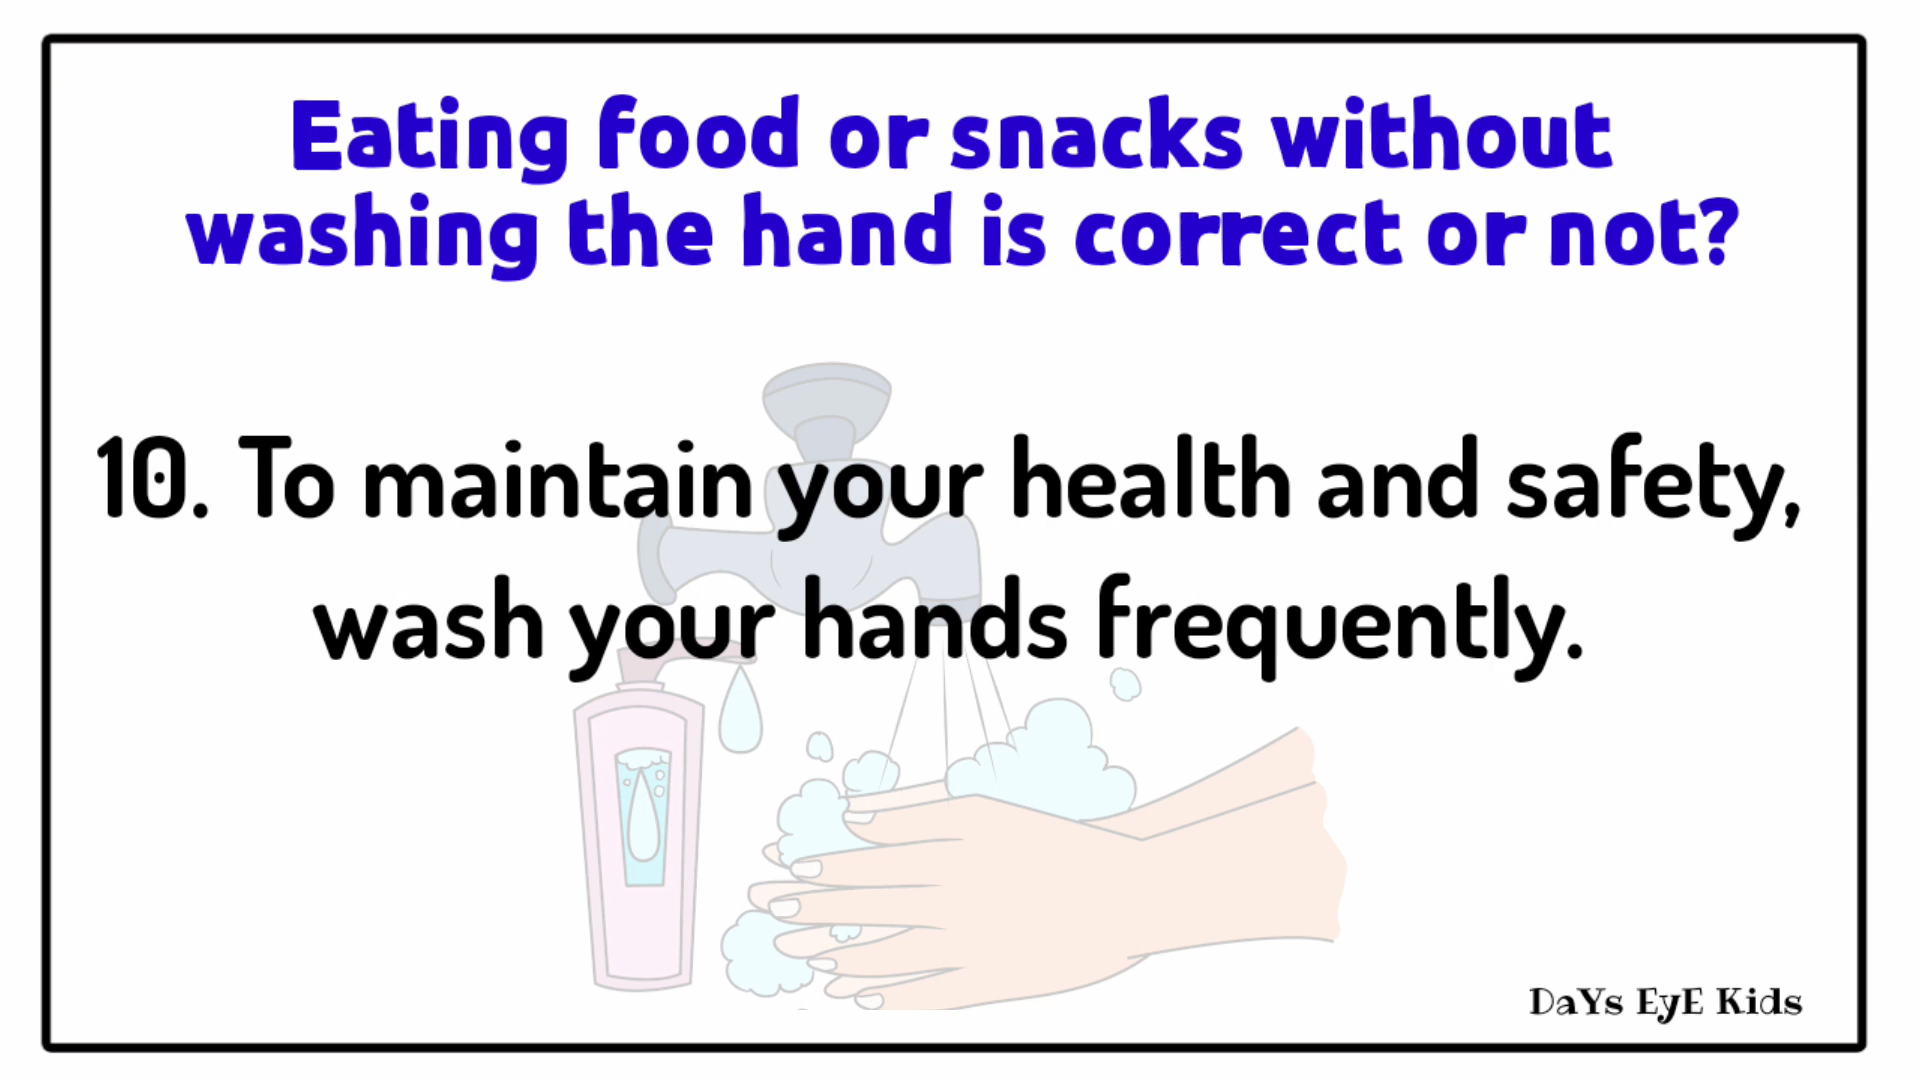 Eating food or snacks without
washing the hand is correct or not?
10. To maintain your health and safety,
wash your hands frequently.
DaYs EyE Kids